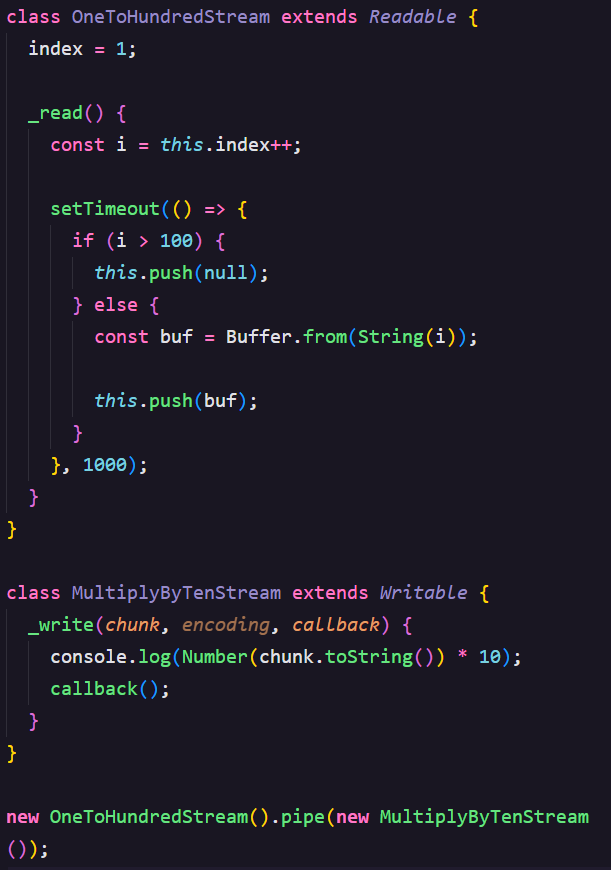 class OneToHundredStream extends Readable {
  index = 1;

  _read() {
    const i = this.index++;

    setTimeout(() => {
      if (i > 100) {
        this.push(null);
      } else {
        const buf = Buffer.from(String(i));

        this.push(buf);
      }
    }, 1000);
  }
}

class MultiplyByTenStream extends Writable {
  _write(chunk, encoding, callback) {
    console.log(Number(chunk.toString()) * 10);
    callback();
  }
}

new OneToHundredStream().pipe(new MultiplyByTenStream
());